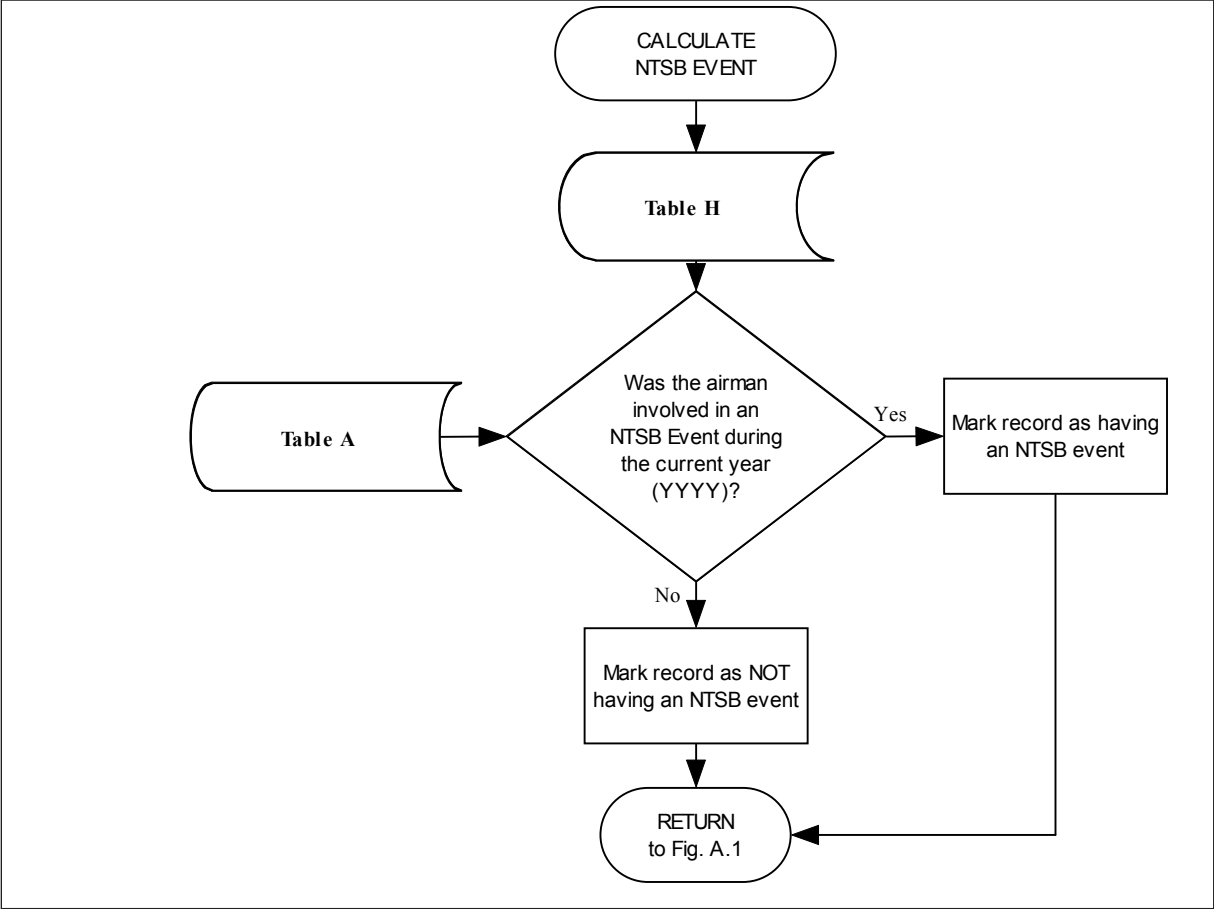 CALCULATE
NTSB EVENT
Table H
Was the airman
involved in an
NTSB Event during
the current year
(YYYY)?
Table A
Yes
Mark record as having
an NTSB event
No
Mark record as NOT
having an NTSB event
RETURN
to Fig. A.1